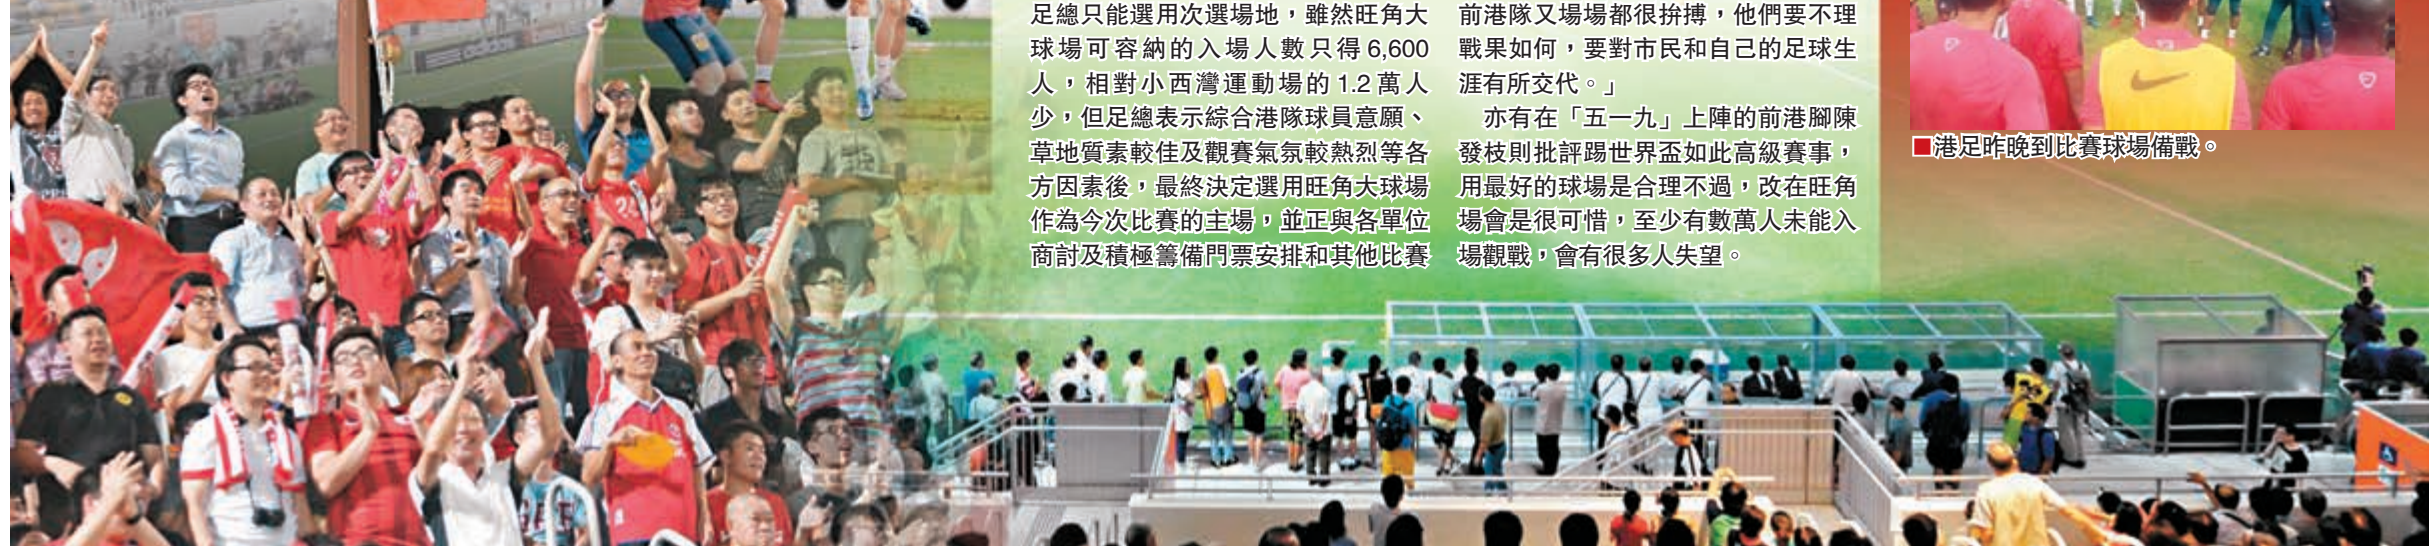 足總只能選用次選場地，雖然旺角大
球場可容納的入場人數只得6,600
人，相對小西灣運動場的1.2萬人
少，但足總表示綜合港隊球員意願、
草地質素較佳及觀賽氣氛較熱烈等各
方因素後，最終決定選用旺角大球場
作為今次比賽的主場，並正與各單位
商討及積極籌備門票安排和其他比賽
前港隊又場場都很拚搏，他們要不理
戰果如何，要對市民和自己的足球生
涯有所交代。」
亦有在「五一九」上陣的前港腳陳
發枝則批評踢世界盃如此高級賽事，
用最好的球場是合理不過，改在旺角
場會是很可惜，至少有數萬人未能入
場觀戰，會有很多人失望。
■港足昨晚到比賽球場備戰。